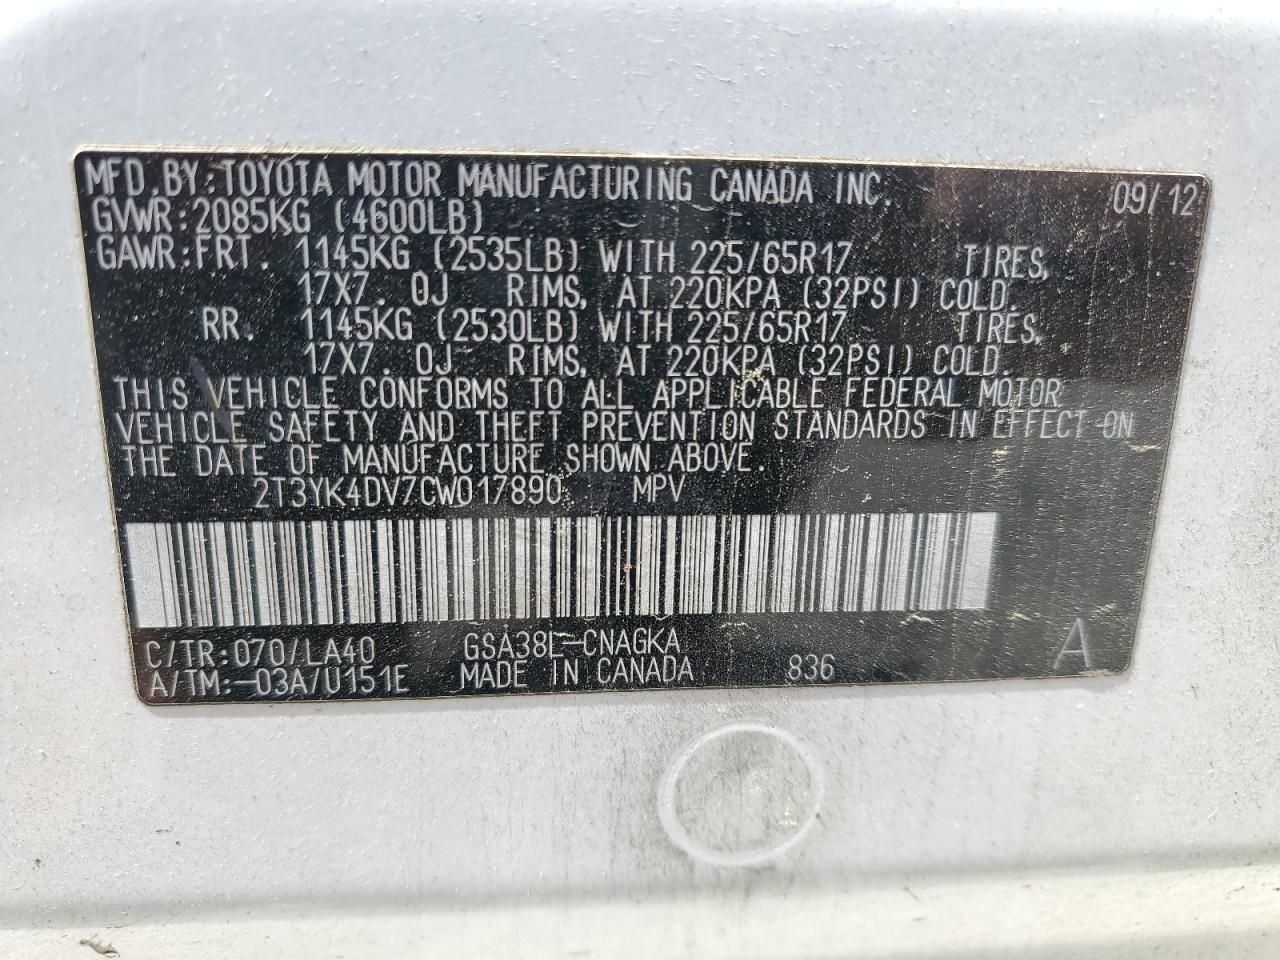 MFD.BY:TOYOTA MOTOR MANUFACTURING CANADA INC. 09/12
GVWR:2085KG (4600LB)
GAWR:FRT. 1145KG (2535LB) WITH 225/65R17 TIRES,
17X7.0J RIMS, AT 220KPA (32PSI) COLD.
RR. 1145KG (2530LB) WITH 225/65R17 TIRES,
17X7.0J RIMS, AT 220KPA (32PSI) COLD.
THIS VEHICLE CONFORMS TO ALL APPLICABLE FEDERAL MOTOR
VEHICLE SAFETY AND THEFT PREVENTION STANDARDS IN EFFECT ON
THE DATE OF MANUFACTURE SHOWN ABOVE.
2T3YK4DV7CW017890 MPV
C/TR:070/LA40 GSA38L-CNAGKA
A/TM:-03A/U151E MADE IN CANADA 836 A